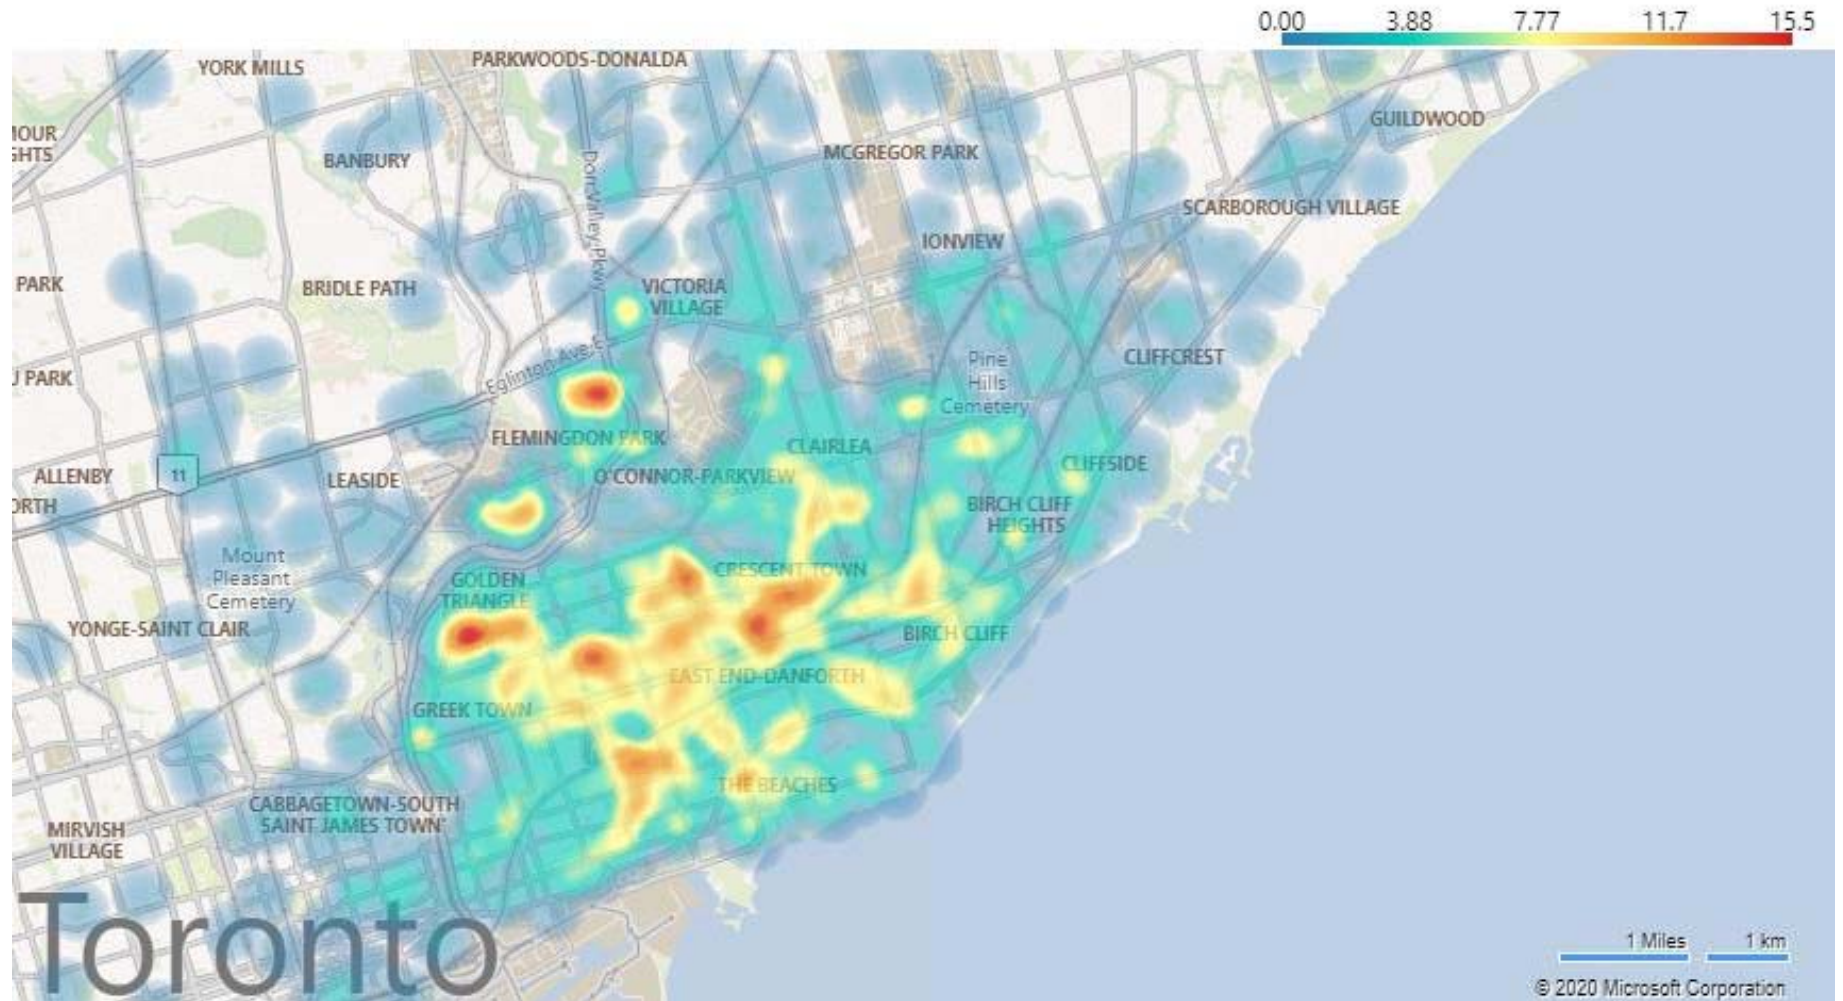 0.00 3.88 7.77 11.7 15.5
YORK MILLS
PARKWOODS-DONALDA
GUILDWOOD
BANBURY
Don Valley Pkwy
MCGREGOR PARK
SCARBOROUGH VILLAGE
IONVIEW
PARK
BRIDLE PATH
VICTORIA
VILLAGE
Eglinton Ave E
CLIFFCREST
Pine
Hills
Cemetery
PARK
FLEMINGDON PARK
CLAIRLEA
CLIFFSIDE
ALLENBY
11
LEASIDE
O'CONNOR-PARKVIEW
BIRCH CLIFF
HEIGHTS
Mount
Pleasant
Cemetery
GOLDEN
TRIANGLE
CRESCENT TOWN
YONGE-SAINT CLAIR
BIRCH CLIFF
EAST END-DANFORTH
GREEK TOWN
THE BEACHES
CABBAGETOWN-SOUTH
SAINT JAMES TOWN
MIRVISH
VILLAGE
Toronto
1 Miles 1 km
© 2020 Microsoft Corporation